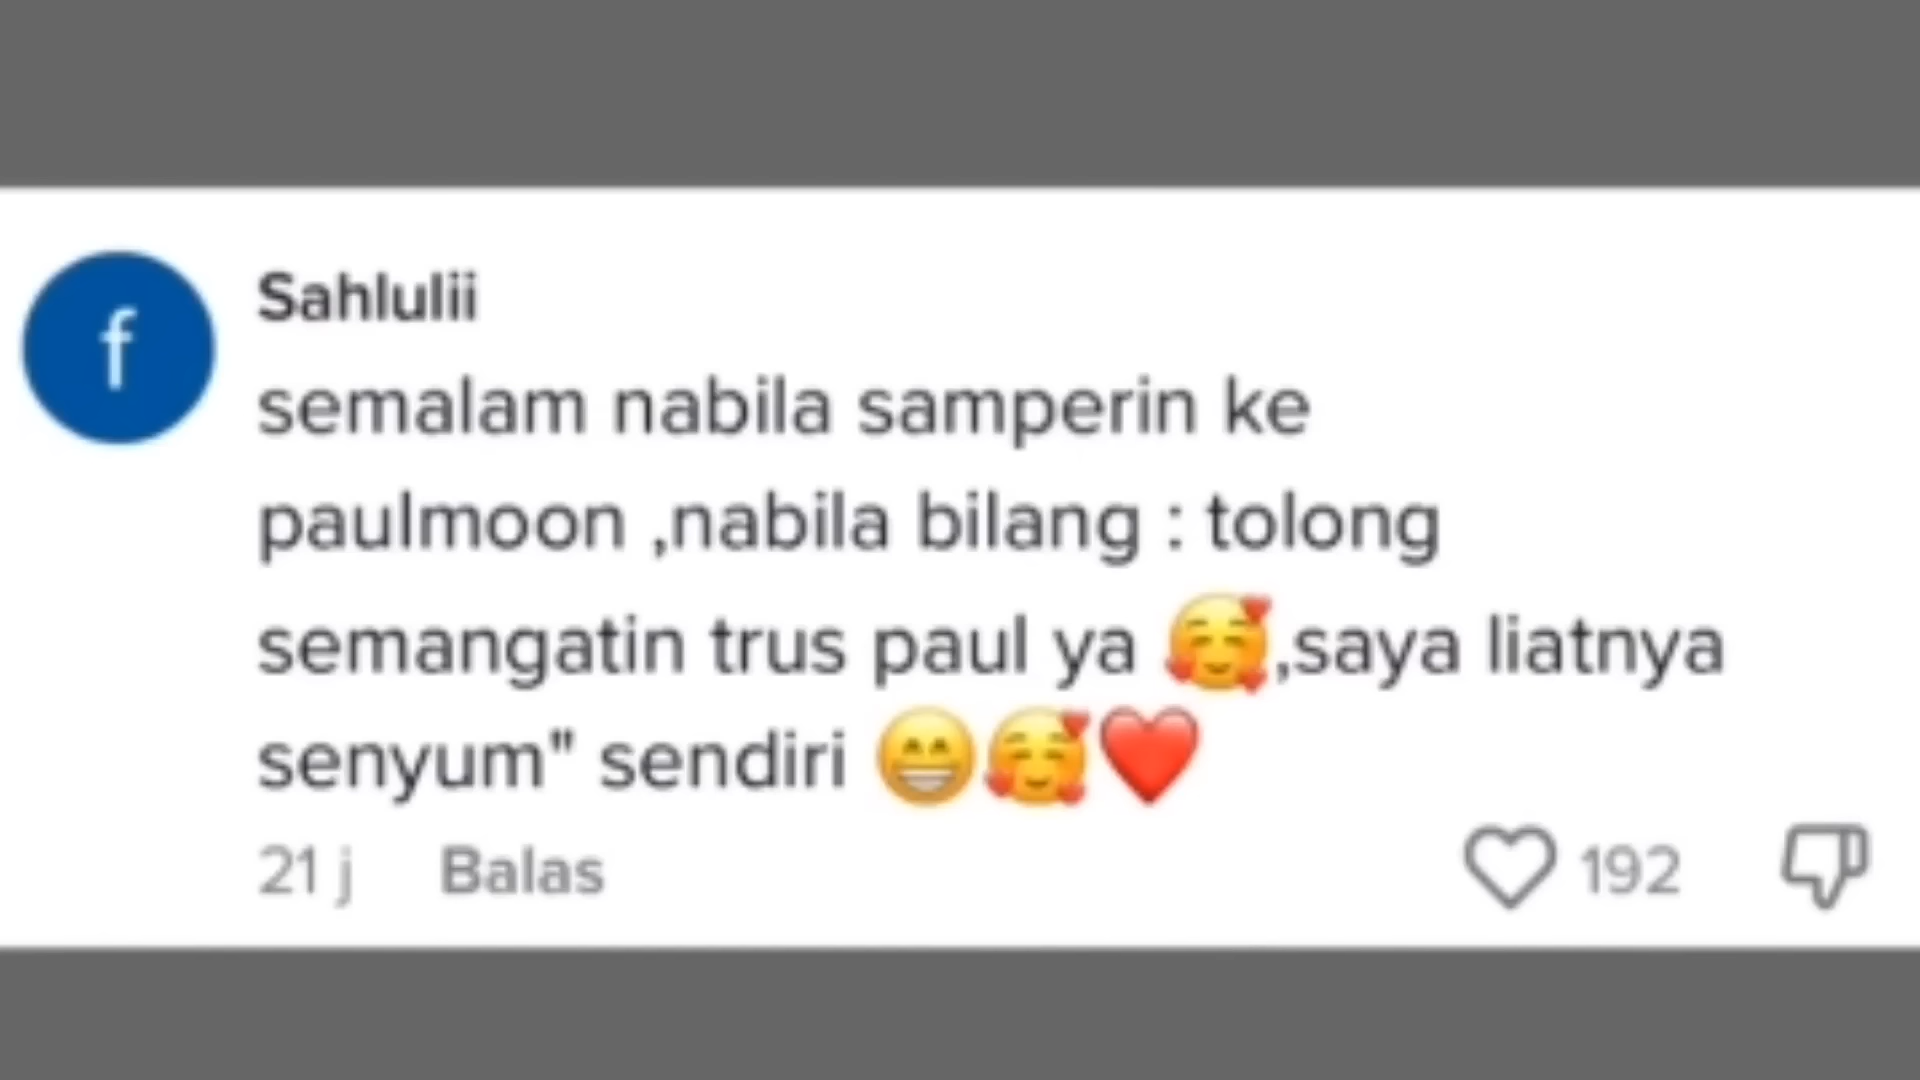 f
Sahlulii
semalam nabila samperin ke
paulmoon ,nabila bilang : tolong
semangatin trus paul ya 🥰,saya liatnya
senyum" sendiri 😁🥰❤️
21 j Balas 192